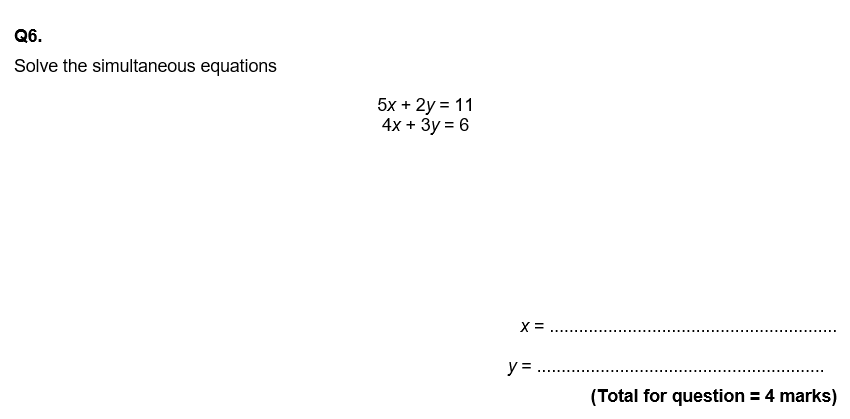 Q6.
Solve the simultaneous equations
5x + 2y = 11
4x + 3y = 6
x = ...........................................................
y = ...........................................................
(Total for question = 4 marks)